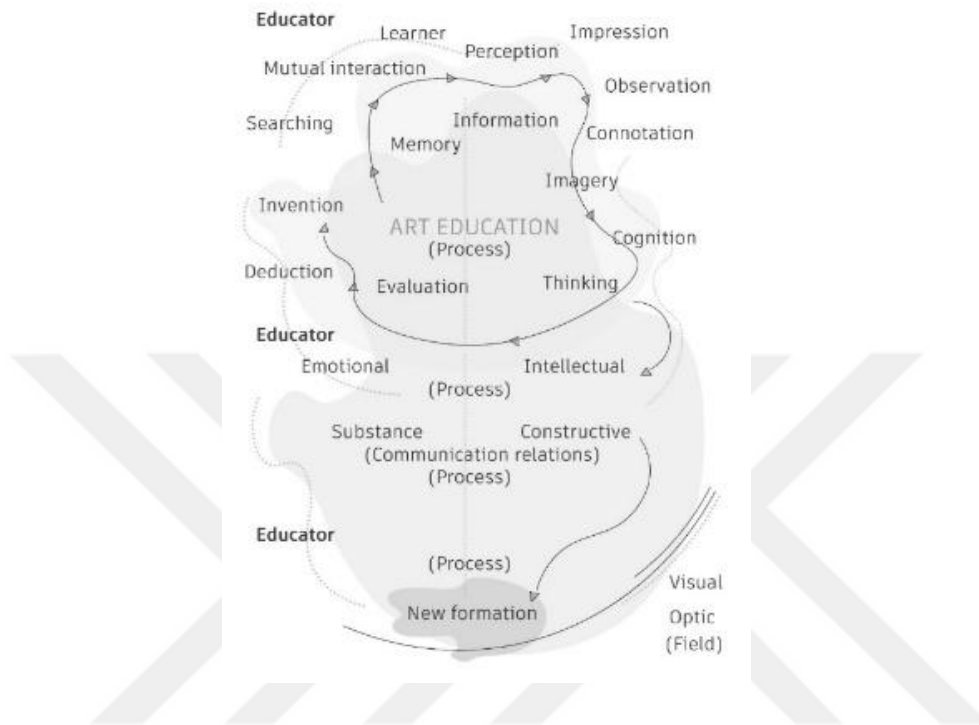 Educator
Learner
Impression
Perception
Mutual interaction
Observation
Searching
Information
Connotation
Memory
Imagery
Invention
ART EDUCATION
Cognition
(Process)
Deduction
Evaluation
Thinking
Educator
Emotional
Intellectual
(Process)
Substance
Constructive
(Communication relations)
(Process)
Educator
(Process)
Visual
New formation
Optic
(Field)